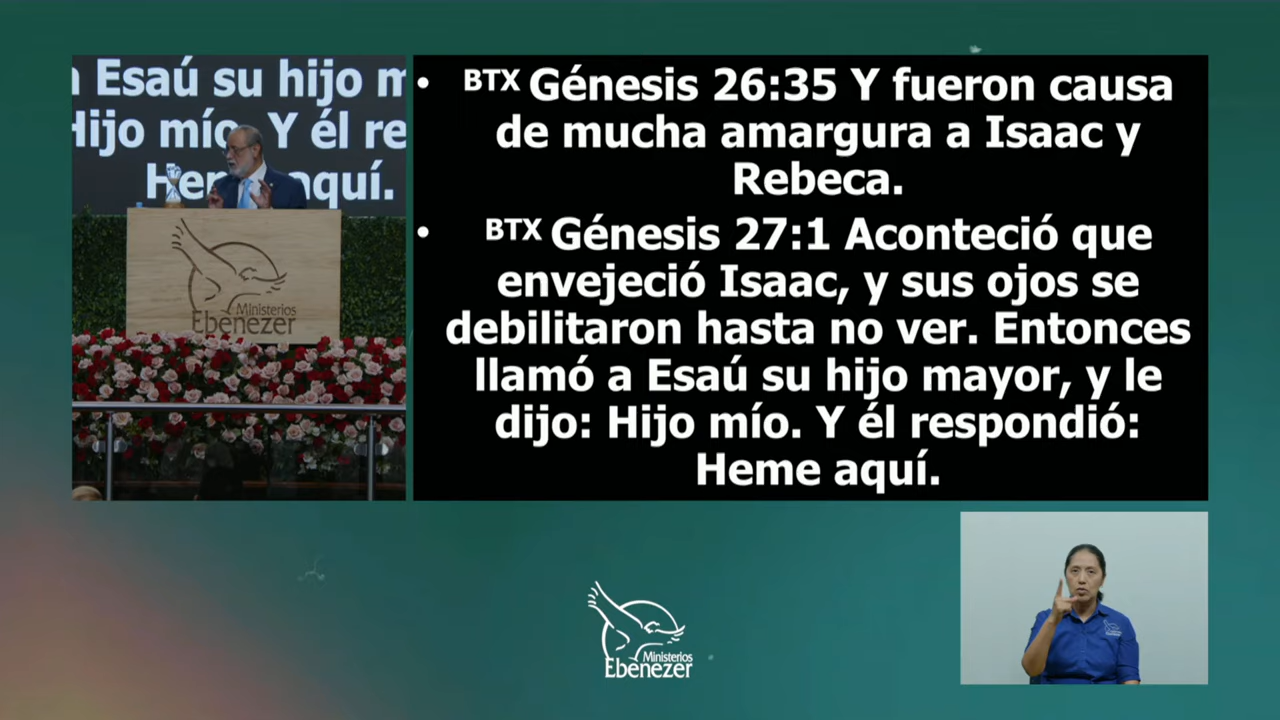 Esaú su hijo m
Hijo mío. Y él re
aquí.
Ministerios
Ebenezer
• BTX Génesis 26:35 Y fueron causa
de mucha amargura a Isaac y
Rebeca.
• BTX Génesis 27:1 Aconteció que
envejeció Isaac, y sus ojos se
debilitaron hasta no ver. Entonces
llamó a Esaú su hijo mayor, y le
dijo: Hijo mío. Y él respondió:
Heme aquí.
Ministerios
Ebenezer